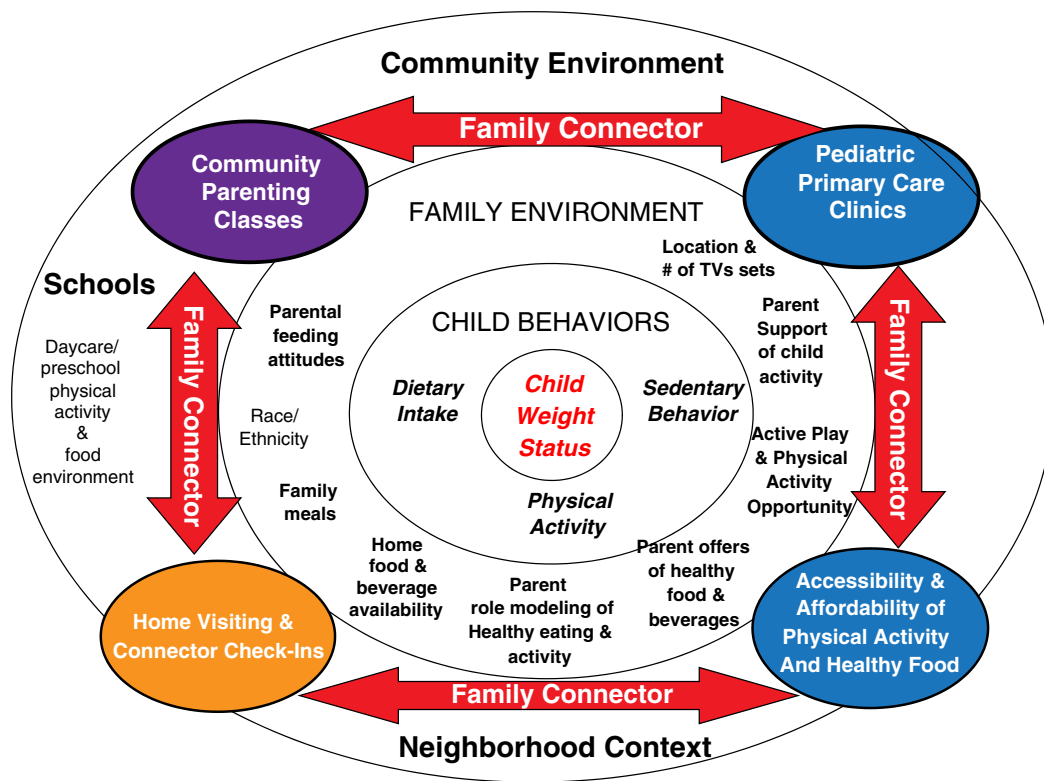 Community Environment
Family Connector
Community
Parenting
Classes
Pediatric
Primary Care
Clinics
FAMILY ENVIRONMENT
Location &
# of TVs sets
Schools
Daycare/
preschool
physical
activity
&
food
environment
Family Connector
Parental
feeding
attitudes
Race/
Ethnicity
Family
meals
CHILD BEHAVIORS
Dietary
Intake
Child
Weight
Status
Sedentary
Behavior
Physical
Activity
Parent
Support
of child
activity
Active Play
& Physical
Activity
Opportunity
Family Connector
Home
food &
beverage
availability
Parent
role modeling of
Healthy eating &
activity
Parent offers
of healthy
food &
beverages
Home Visiting &
Connector Check-Ins
Accessibility &
Affordability of
Physical Activity
And Healthy Food
Family Connector
Neighborhood Context